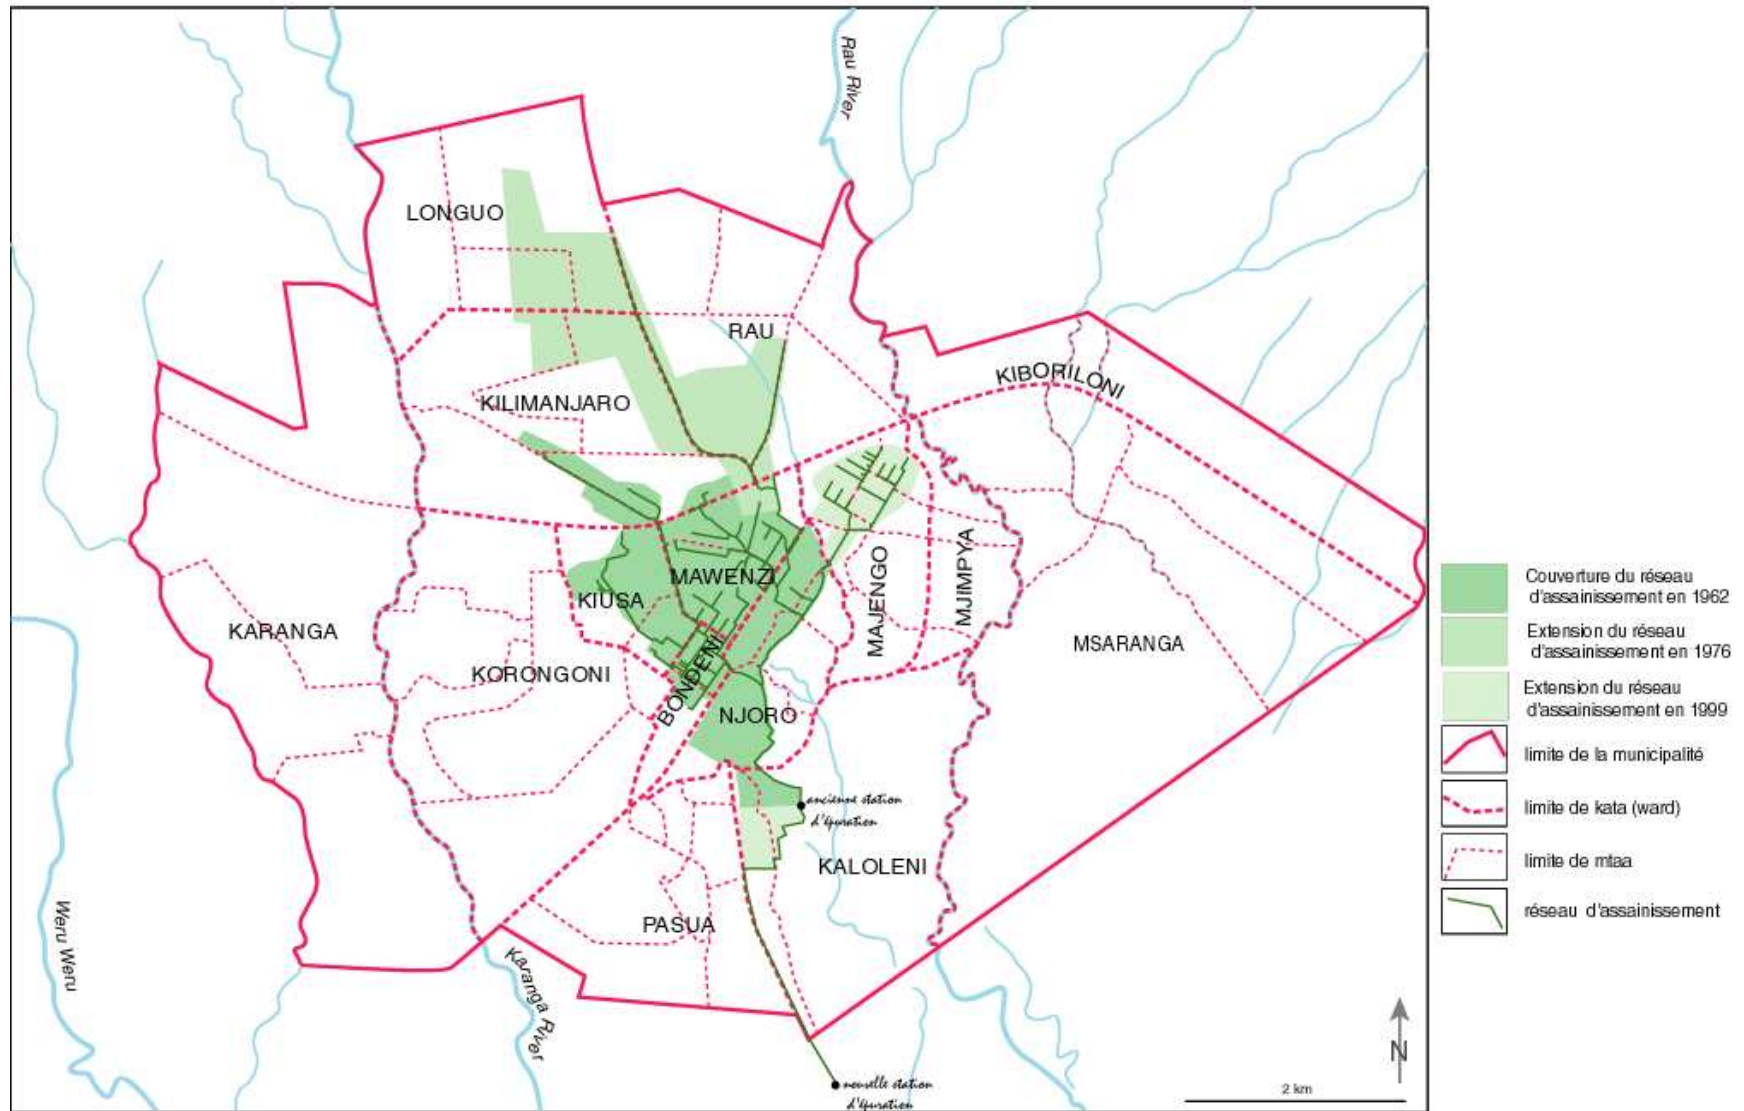 Rau River
LONGUO
RAU
KIBORILONI
KILIMANJARO
MAWENZI
KIUSA
MAJENGO
MJIMPYA
KARANGA
KORONGONI
BONDENI
NJORO
MSARANGA
ancienne station
d'épuration
KALOLENI
PASUA
Weru Weru
Karanga River
nouvelle station
d'épuration
N
2 km
Couverture du réseau
d'assainissement en 1962
Extension du réseau
d'assainissement en 1976
Extension du réseau
d'assainissement en 1999
limite de la municipalité
limite de kata (ward)
limite de mtaa
réseau d'assainissement